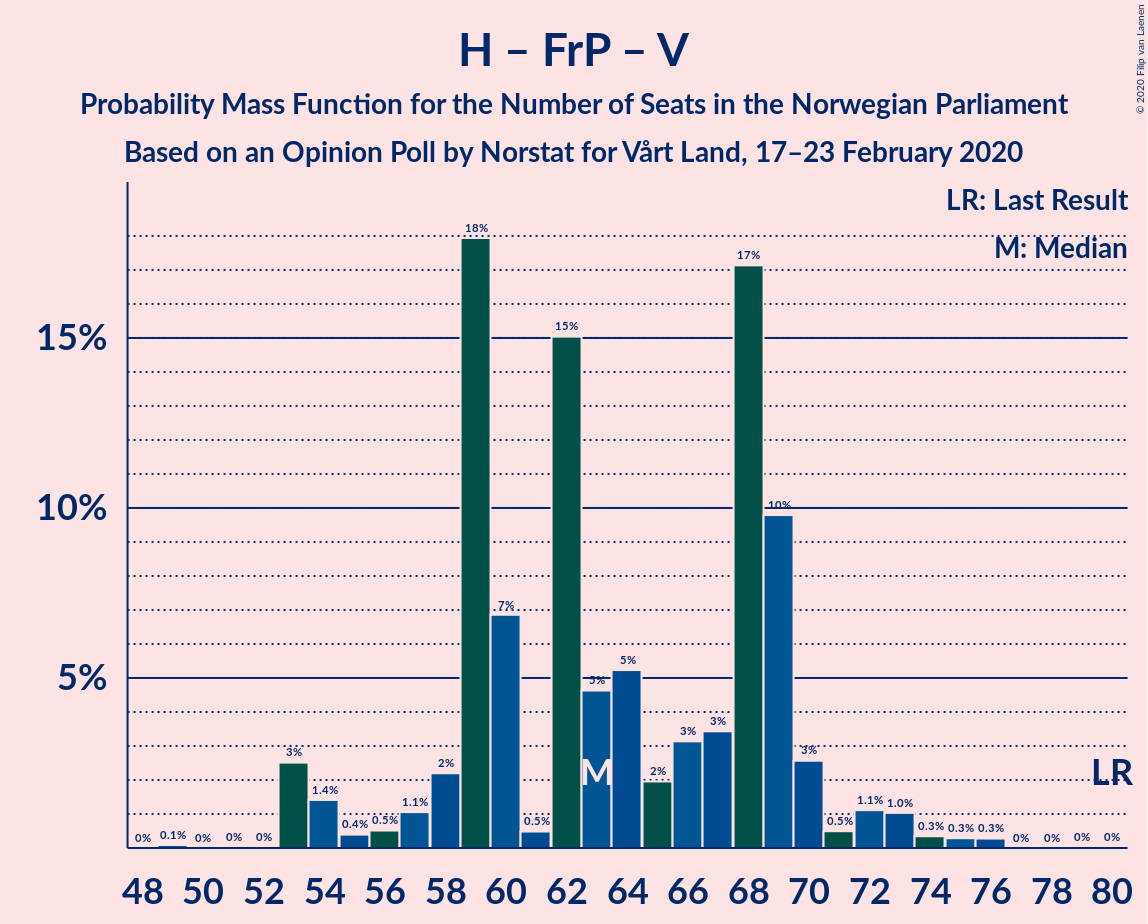 H – FrP – V
Probability Mass Function for the Number of Seats in the Norwegian Parliament
Based on an Opinion Poll by Norstat for Vårt Land, 17–23 February 2020
© 2020 Filip van Laenen
LR: Last Result
M: Median
15%
10%
5%
0% 0.1% 0% 0% 0% 3% 1.4% 0.4% 0.5% 1.1% 2% 18% 7% 0.5% 15% 5% 5% 2% 3% 3% 17% 10% 3% 0.5% 1.1% 1.0% 0.3% 0.3% 0.3% 0% 0% 0% 0%
M
LR
48 50 52 54 56 58 60 62 64 66 68 70 72 74 76 78 80